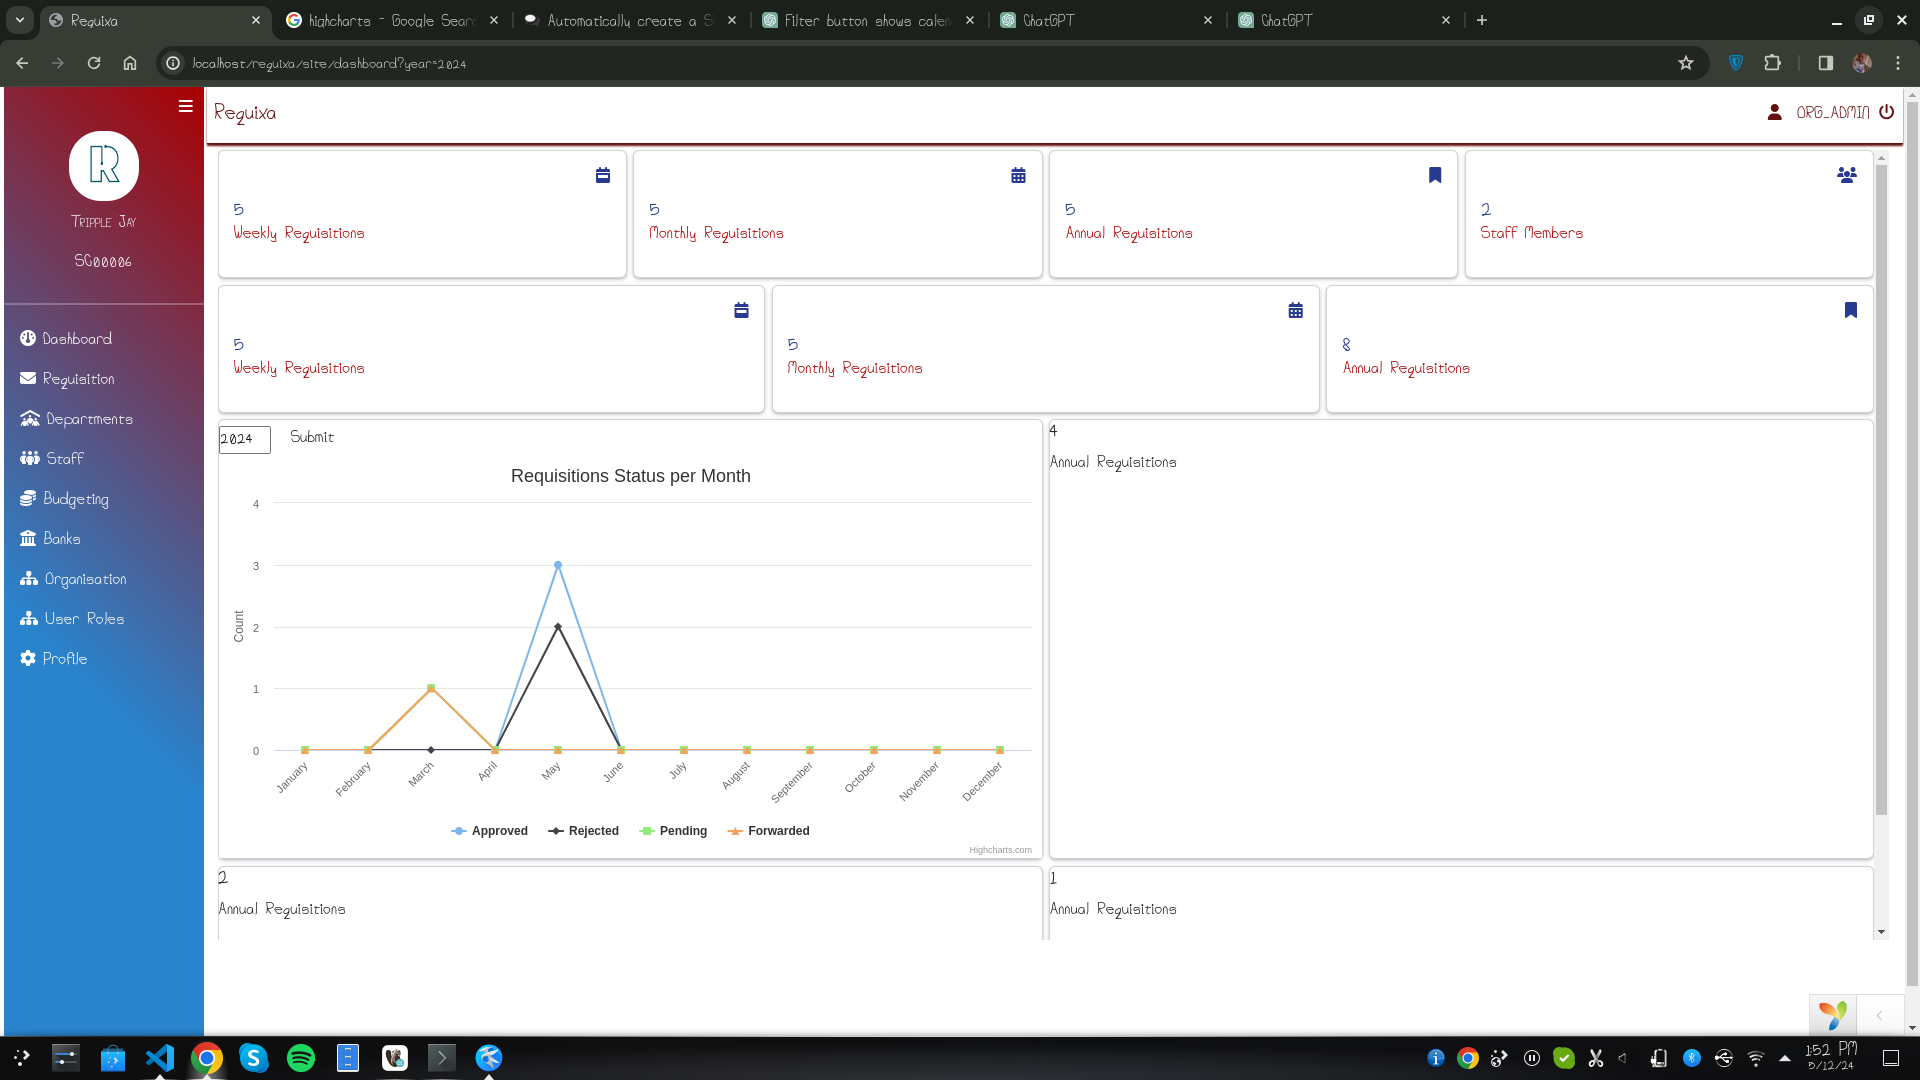 Requixa
highcharts - Google Sear
Automatically create a S
Filter button shows calen
ChatGPT
ChatGPT
localhost/requixa/site/dashboard?year=2024
Requixa
ORG_ADMIN
R
Tripple Jay
SC00006
Dashboard
Requisition
Departments
Staff
Budgeting
Banks
Organisation
User Roles
Profile
5
Weekly Requisitions
5
Monthly Requisitions
5
Annual Requisitions
2
Staff Members
5
Weekly Requisitions
5
Monthly Requisitions
8
Annual Requisitions
2024 Submit
Requisitions Status per Month
Count
4
3
2
1
0
January February March April May June July August September October November December
Approved Rejected Pending Forwarded
Highcharts.com
4
Annual Requisitions
2
Annual Requisitions
1
Annual Requisitions
1:52 PM
5/12/24